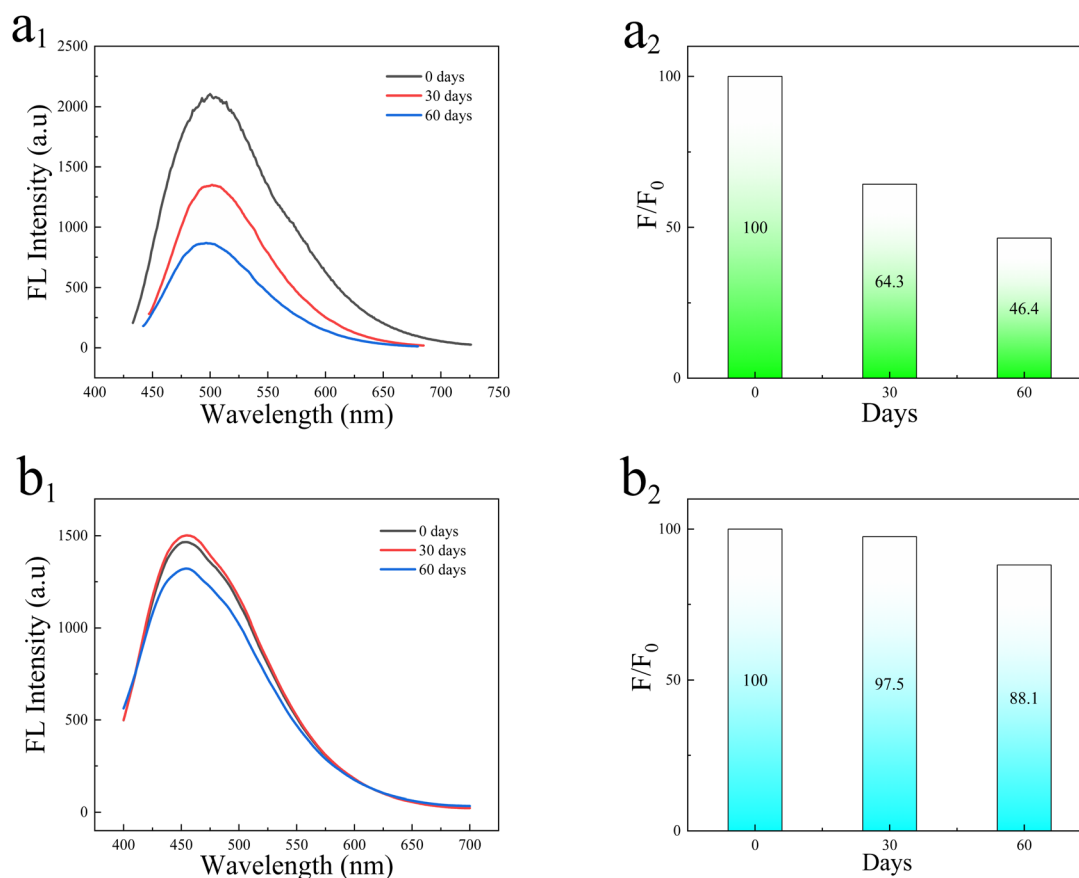 a1
2500
2000
1500
1000
500
0
FL Intensity (a.u)
0 days
30 days
60 days
400 450 500 550 600 650 700 750
Wavelength (nm)
a2
100
50
0
F/F0
100
64.3
46.4
0 30 60
Days
b1
1500
1000
500
0
FL Intensity (a.u)
0 days
30 days
60 days
400 450 500 550 600 650 700
Wavelength (nm)
b2
100
50
0
F/F0
100
97.5
88.1
0 30 60
Days